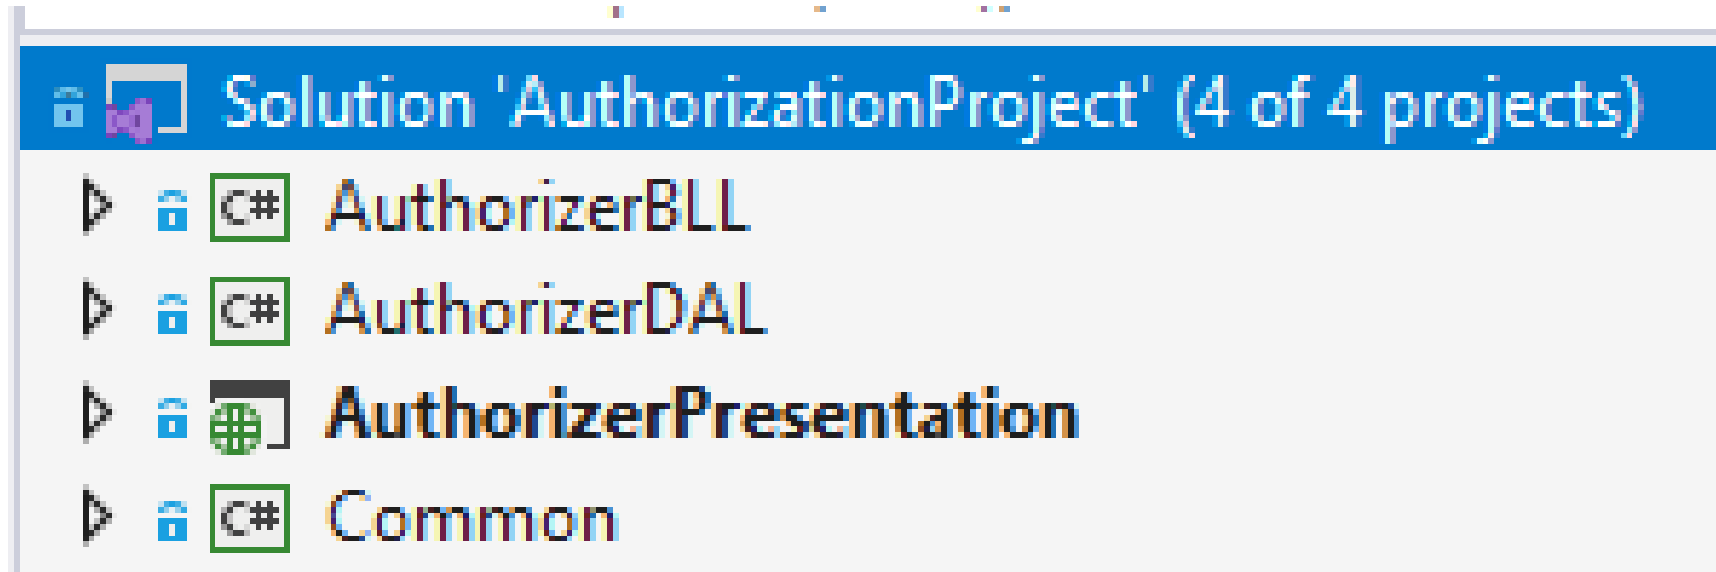 Solution 'AuthorizationProject' (4 of 4 projects)
C# AuthorizerBLL
C# AuthorizerDAL
AuthorizerPresentation
C# Common